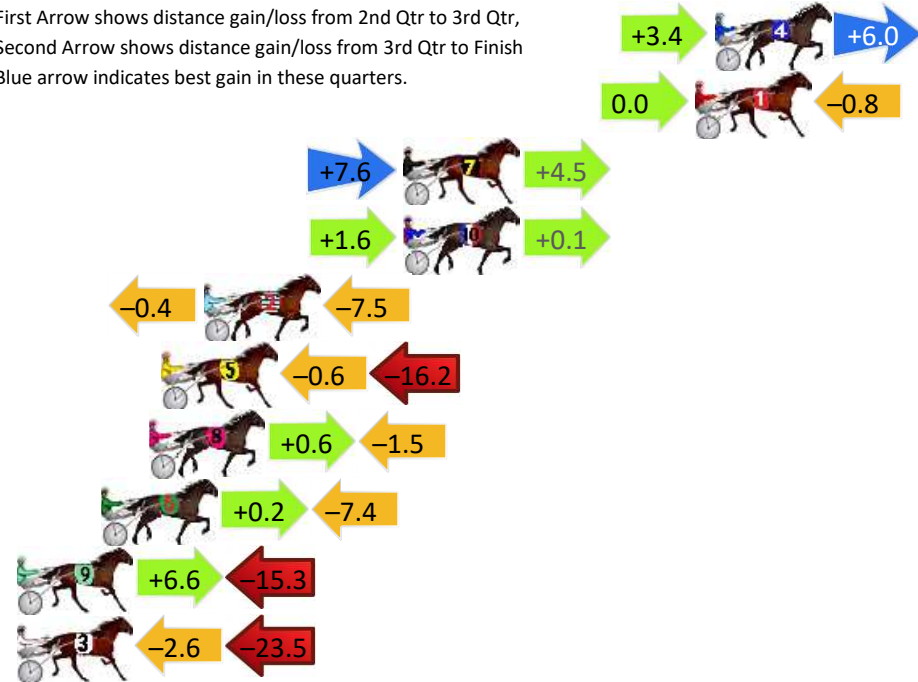 First Arrow shows distance gain/loss from 2nd Qtr to 3rd Qtr,
Second Arrow shows distance gain/loss from 3rd Qtr to Finish
Blue arrow indicates best gain in these quarters.
+3.4 4 +6.0
0.0 1 –0.8
+7.6 7 +4.5
+1.6 10 +0.1
–0.4 2 –7.5
5 –0.6 –16.2
8 +0.6 –1.5
6 +0.2 –7.4
9 +6.6 –15.3
3 –2.6 –23.5